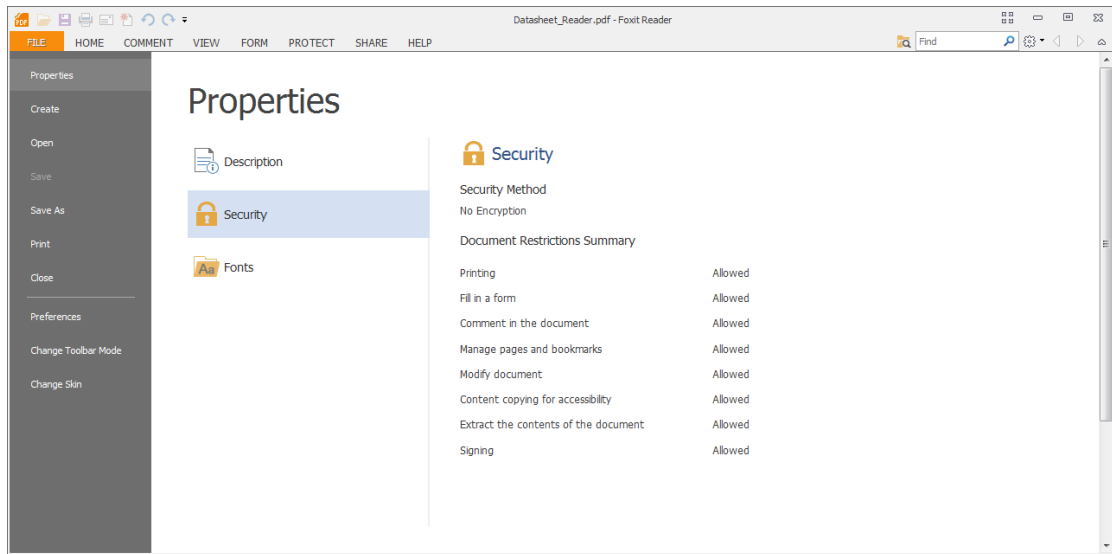 PDF
Datasheet_Reader.pdf - Foxit Reader
FILE HOME COMMENT VIEW FORM PROTECT SHARE HELP Find
Properties
Create
Open
Save
Save As
Print
Close
Preferences
Change Toolbar Mode
Change Skin
Properties
Description
Security
Aa Fonts
Security
Security Method
No Encryption
Document Restrictions Summary
Printing Allowed
Fill in a form Allowed
Comment in the document Allowed
Manage pages and bookmarks Allowed
Modify document Allowed
Content copying for accessibility Allowed
Extract the contents of the document Allowed
Signing Allowed